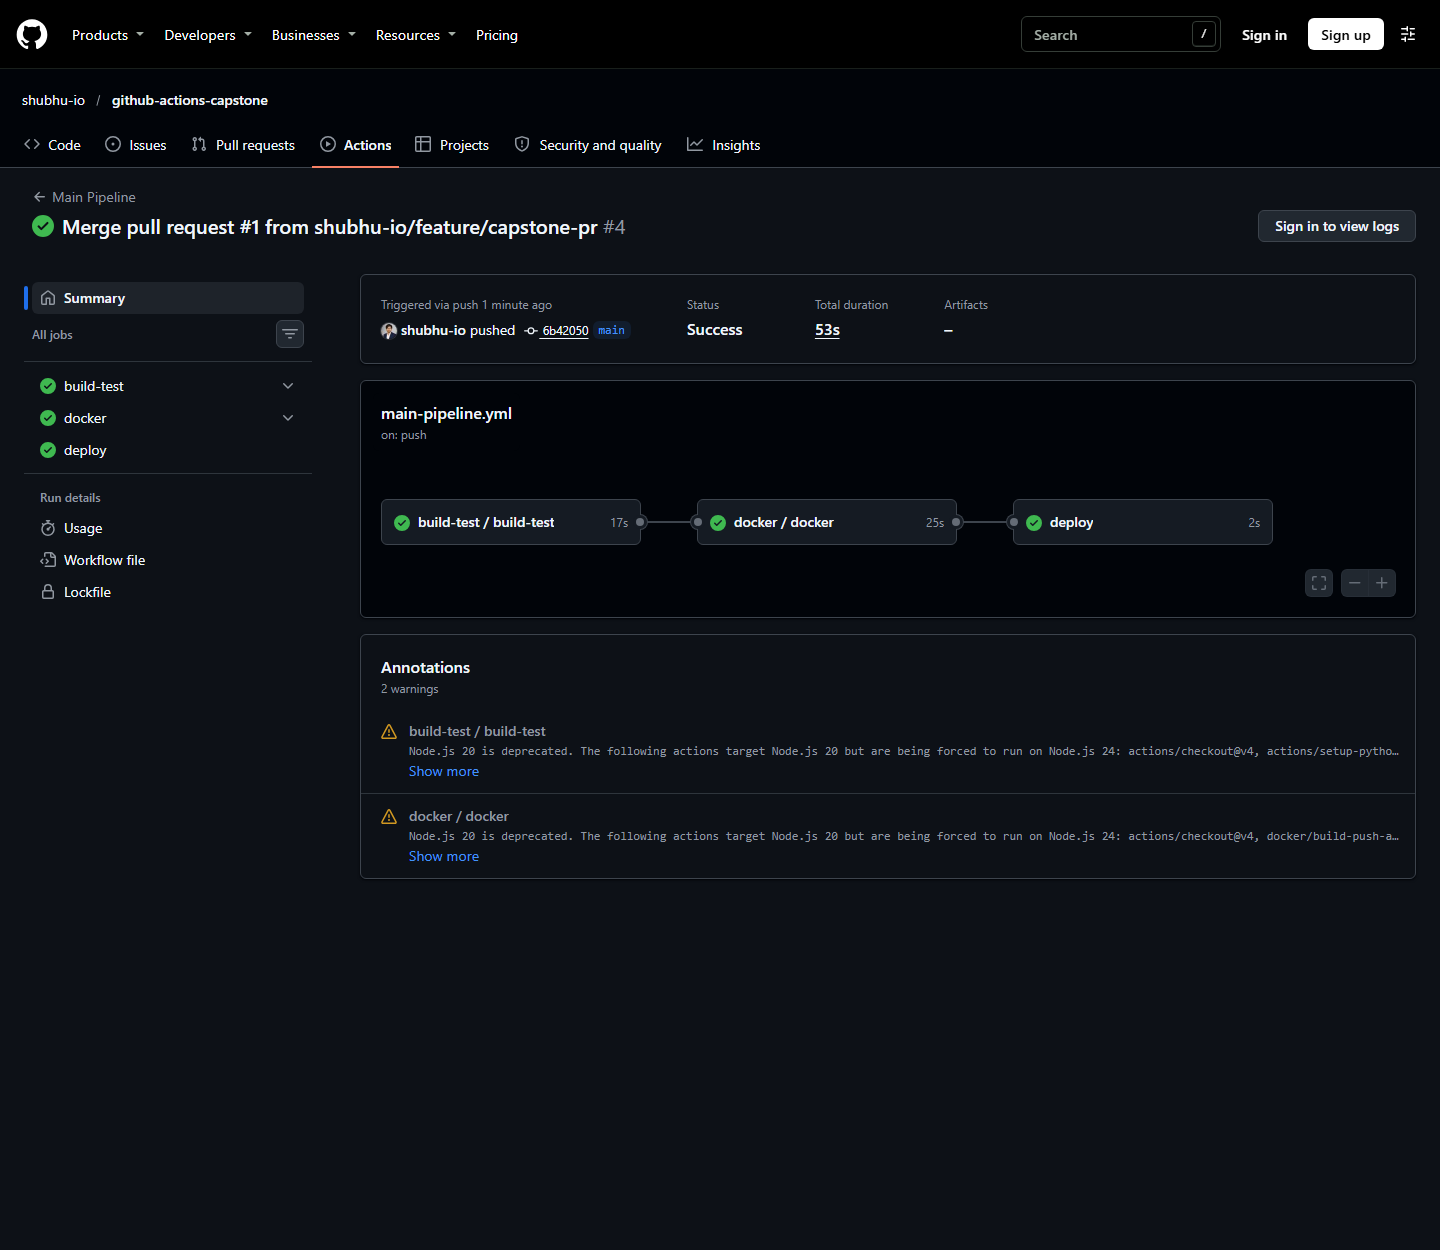 Products Developers Businesses Resources Pricing Search / Sign in Sign up
shubhu-io / github-actions-capstone
Code Issues Pull requests Actions Projects Security and quality Insights
Main Pipeline
Merge pull request #1 from shubhu-io/feature/capstone-pr #4
Sign in to view logs
Summary
All jobs
build-test
docker
deploy
Run details
Usage
Workflow file
Lockfile
Triggered via push 1 minute ago
shubhu-io pushed 6b42050 main
Status
Success
Total duration
53s
Artifacts
–
main-pipeline.yml
on: push
build-test / build-test 17s
docker / docker 25s
deploy 2s
Annotations
2 warnings
build-test / build-test
Node.js 20 is deprecated. The following actions target Node.js 20 but are being forced to run on Node.js 24: actions/checkout@v4, actions/setup-pytho…
Show more
docker / docker
Node.js 20 is deprecated. The following actions target Node.js 20 but are being forced to run on Node.js 24: actions/checkout@v4, docker/build-push-a…
Show more